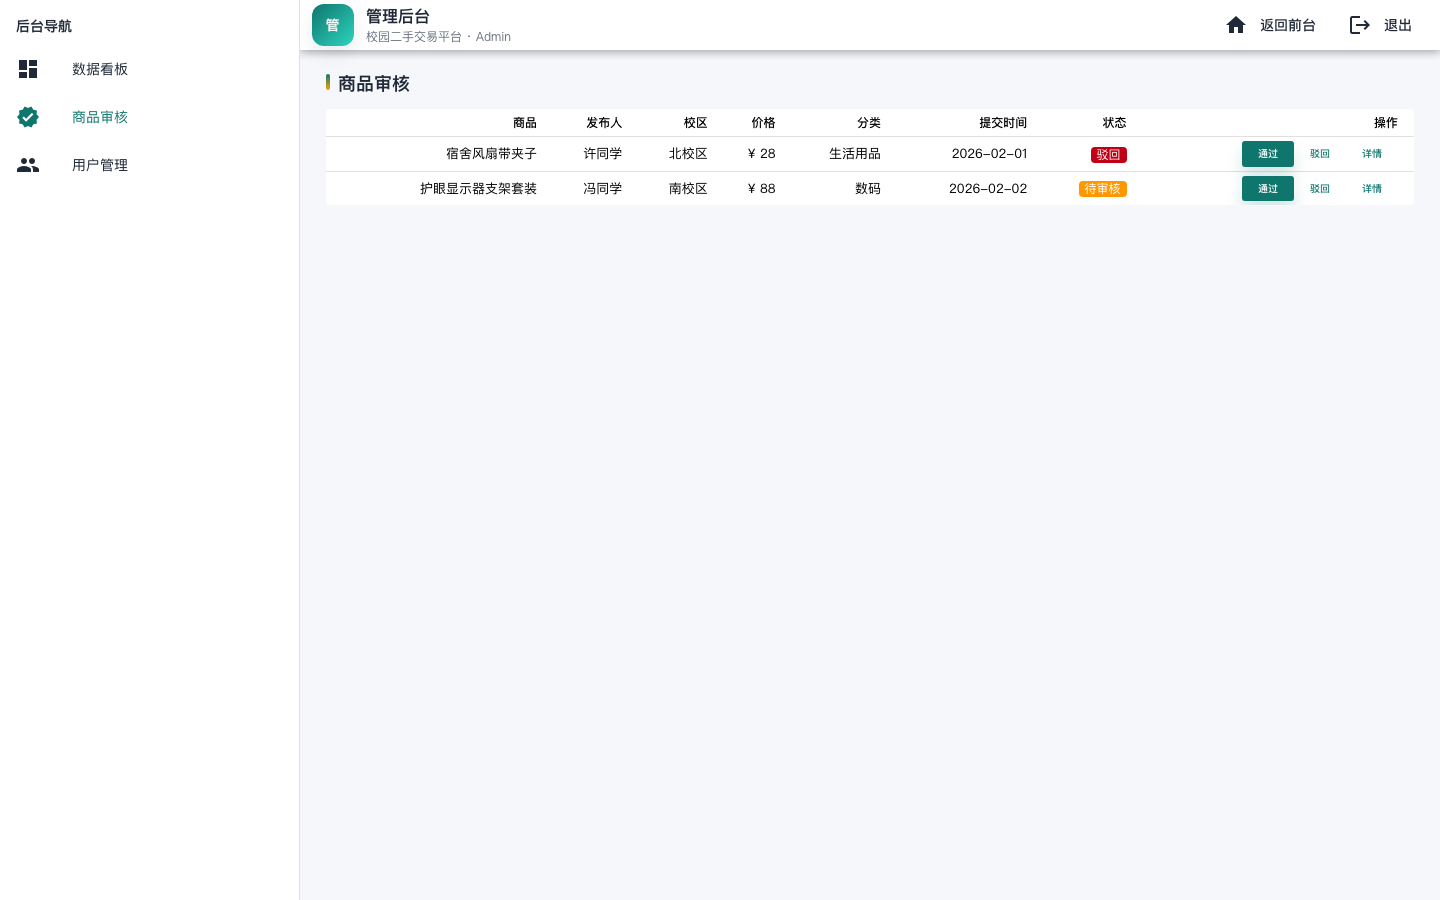 后台导航
数据看板
商品审核
用户管理
管
管理后台
校园二手交易平台 · Admin
返回前台
退出
商品审核
商品 发布人 校区 价格 分类 提交时间 状态 操作
宿舍风扇带夹子 许同学 北校区 ¥ 28 生活用品 2026-02-01 驳回 通过 驳回 详情
护眼显示器支架套装 冯同学 南校区 ¥ 88 数码 2026-02-02 待审核 通过 驳回 详情